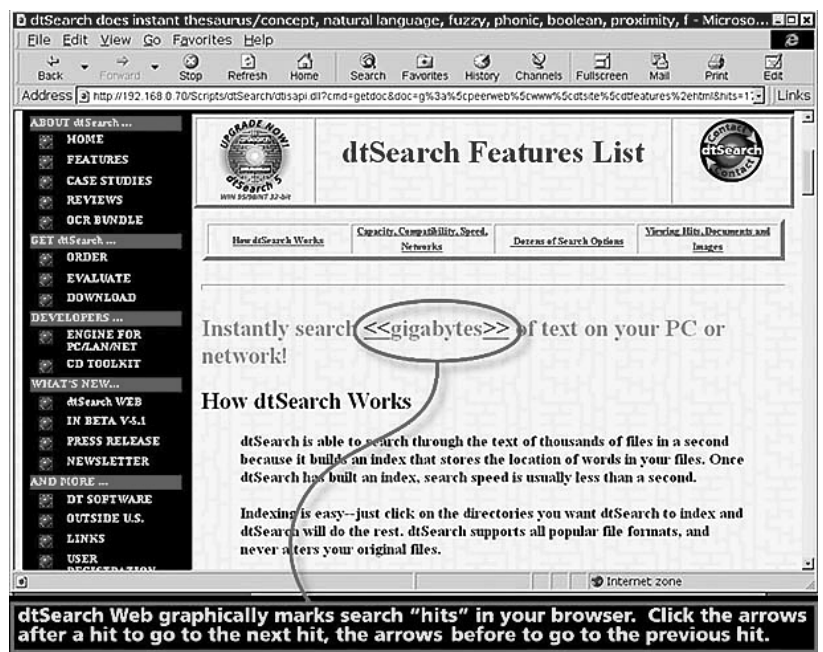 dtSearch does instant thesaurus/concept, natural language, fuzzy, phonic, boolean, proximity, f - Microso...
File Edit View Go Favorites Help
Back Forward Stop Refresh Home Search Favorites History Channels Fullscreen Mail Print Edit
Address http://192.168.0.70/Scripts/dtSearch/dtisapi.dll?cmd=getdoc&doc=g%3a%5cpeerweb%5cwww%5cdtsite%5cdtfeatures%2ehtml&hits=17 Links
ABOUT dtSearch ...
HOME
FEATURES
CASE STUDIES
REVIEWS
OCR BUNDLE
GET dtSearch ...
ORDER
EVALUATE
DOWNLOAD
DEVELOPERS ...
ENGINE FOR
PC/LAN/NET
CD TOOLKIT
WHAT'S NEW...
dtSearch WEB
IN BETA V-5.1
PRESS RELEASE
NEWSLETTER
AND MORE ...
DT SOFTWARE
OUTSIDE U.S.
LINKS
USER
REGISTRATION
UPGRADE NOW!
dtSearch 5
WIN 95/98/NT 32-bit
dtSearch Features List
Contact
dtSearch
Contact
How dtSearch Works
Capacity, Compatibility, Speed,
Networks
Dozens of Search Options
Viewing Hits, Documents and
Images
Instantly search <<gigabytes>> of text on your PC or
network!
How dtSearch Works
dtSearch is able to search through the text of thousands of files in a second
because it builds an index that stores the location of words in your files. Once
dtSearch has built an index, search speed is usually less than a second.
Indexing is easy--just click on the directories you want dtSearch to index and
dtSearch will do the rest. dtSearch supports all popular file formats, and
never alters your original files.
Internet zone
dtSearch Web graphically marks search “hits” in your browser. Click the arrows
after a hit to go to the next hit, the arrows before to go to the previous hit.